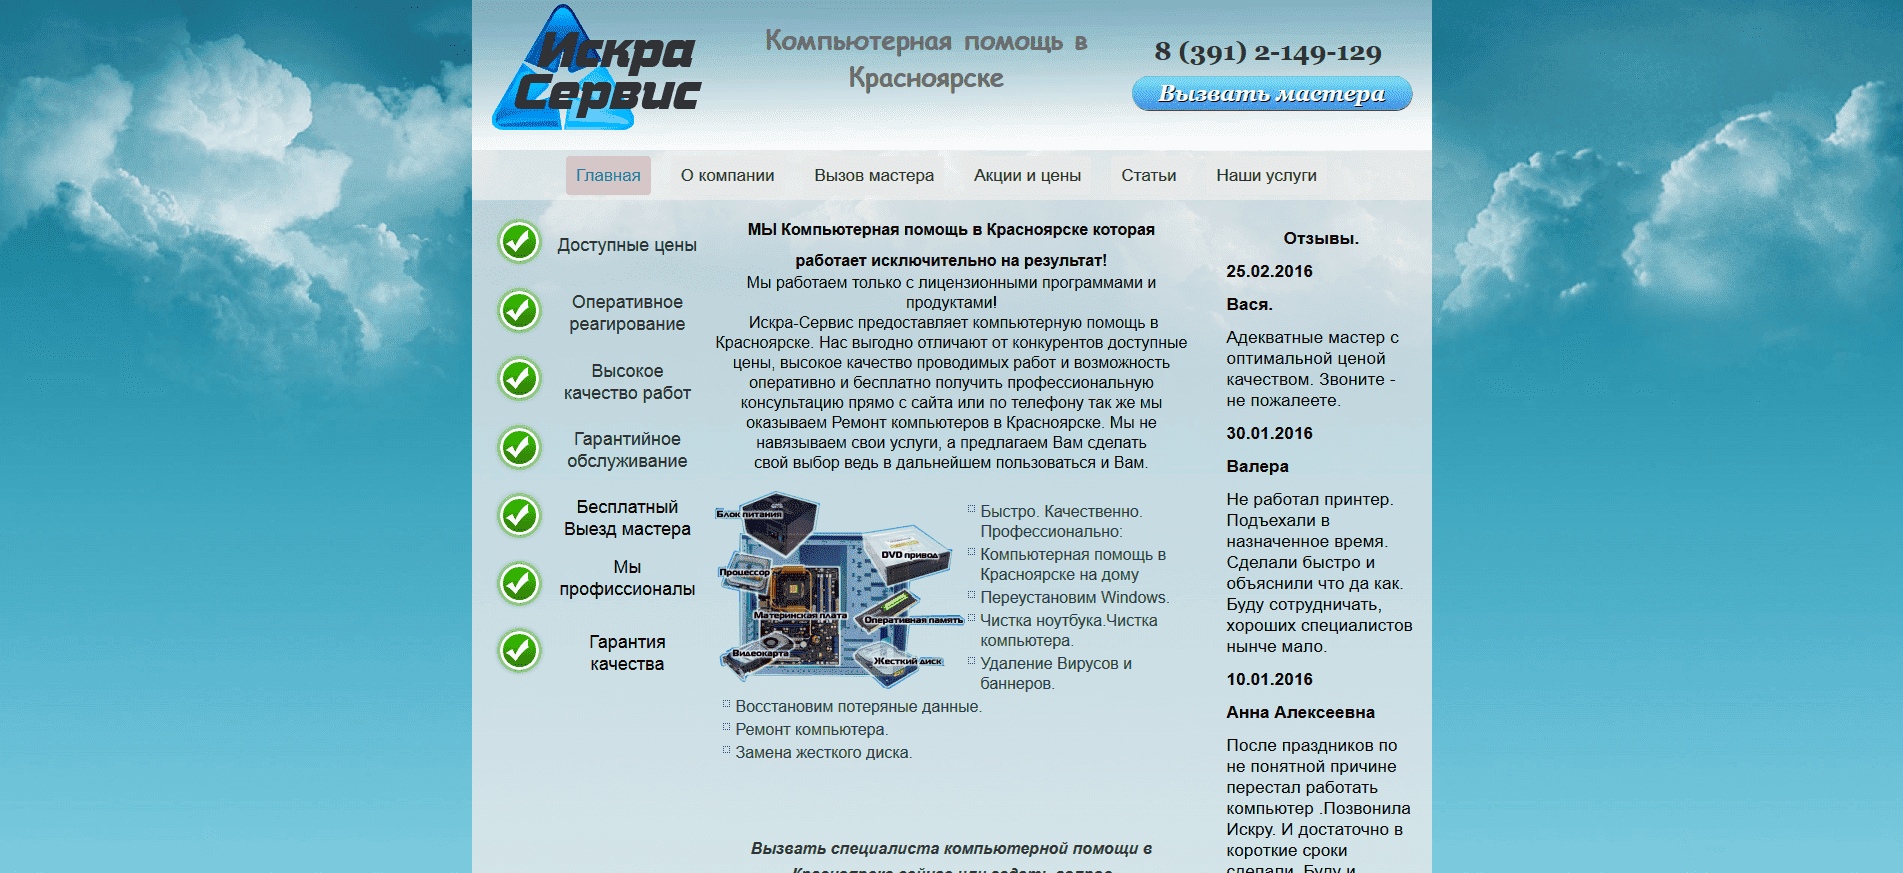 Искра
Сервис
Компьютерная помощь в
Красноярске
8 (391) 2-149-129
Вызвать мастера
Главная
О компании
Вызов мастера
Акции и цены
Статьи
Наши услуги
Доступные цены
Оперативное
реагирование
Высокое
качество работ
Гарантийное
обслуживание
Бесплатный
Выезд мастера
Мы
профиссионалы
Гарантия
качества
МЫ Компьютерная помощь в Красноярске которая
работает исключительно на результат!
Мы работаем только с лицензионными программами и
продуктами!
Искра-Сервис предоставляет компьютерную помощь в
Красноярске. Нас выгодно отличают от конкурентов доступные
цены, высокое качество проводимых работ и возможность
оперативно и бесплатно получить профессиональную
консультацию прямо с сайта или по телефону так же мы
оказываем Ремонт компьютеров в Красноярске. Мы не
навязываем свои услуги, а предлагаем Вам сделать
свой выбор ведь в дальнейшем пользоваться и Вам.
Блок питания
DVD привод
Процессор
Материнская плата
Оперативная память
Видеокарта
Жесткий диск
Быстро. Качественно.
Профессионально:
Компьютерная помощь в
Красноярске на дому
Переустановим Windows.
Чистка ноутбука.Чистка
компьютера.
Удаление Вирусов и
баннеров.
Восстановим потеряные данные.
Ремонт компьютера.
Замена жесткого диска.
Вызвать специалиста компьютерной помощи в
Красноярске сейчас или задать вопрос
Отзывы.
25.02.2016
Вася.
Адекватные мастер с
оптимальной ценой
качеством. Звоните -
не пожалеете.
30.01.2016
Валера
Не работал принтер.
Подъехали в
назначенное время.
Сделали быстро и
объяснили что да как.
Буду сотрудничать,
хороших специалистов
нынче мало.
10.01.2016
Анна Алексеевна
После праздников по
не понятной причине
перестал работать
компьютер .Позвонила
Искру. И достаточно в
короткие сроки
сделали. Буду и